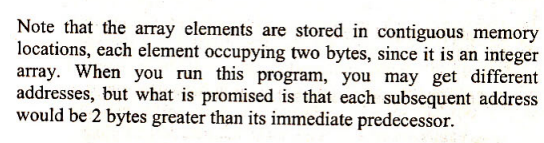 Note that the array elements are stored in contiguous memory
locations, each element occupying two bytes, since it is an integer
array. When you run this program, you may get different
addresses, but what is promised is that each subsequent address
would be 2 bytes greater than its immediate predecessor.